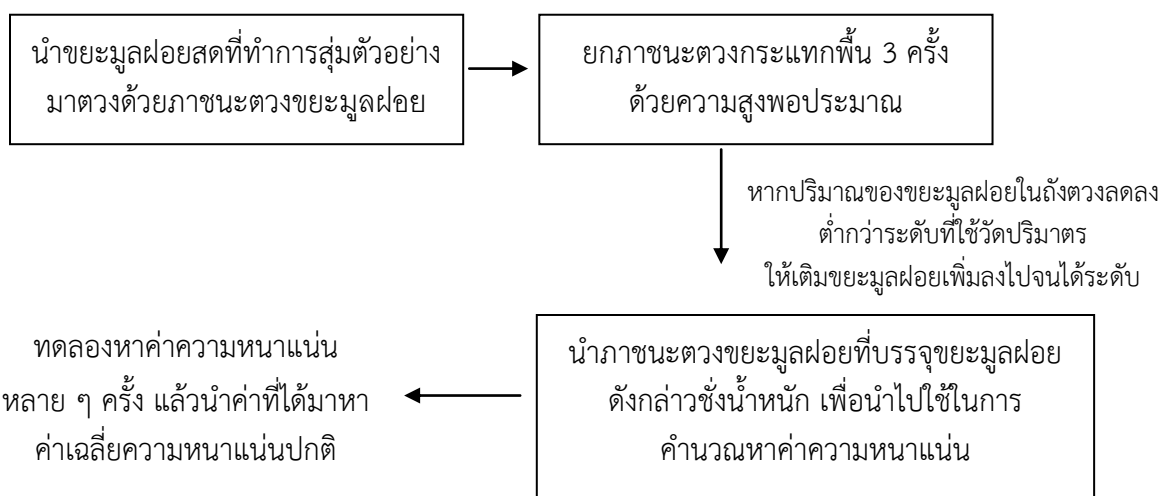 นำขยะมูลฝอยสดที่ทำการสุ่มตัวอย่าง
มาตวงด้วยภาชนะตวงขยะมูลฝอย
ยกภาชนะตวงกระแทกพื้น 3 ครั้ง
ด้วยความสูงพอประมาณ
หากปริมาณของขยะมูลฝอยในถังตวงลดลง
ต่ำกว่าระดับที่ใช้วัดปริมาตร
ให้เติมขยะมูลฝอยเพิ่มลงไปจนได้ระดับ
นำภาชนะตวงขยะมูลฝอยที่บรรจุขยะมูลฝอย
ดังกล่าวชั่งน้ำหนัก เพื่อนำไปใช้ในการ
คำนวณหาค่าความหนาแน่น
ทดลองหาค่าความหนาแน่น
หลาย ๆ ครั้ง แล้วนำค่าที่ได้มาหา
ค่าเฉลี่ยความหนาแน่นปกติ